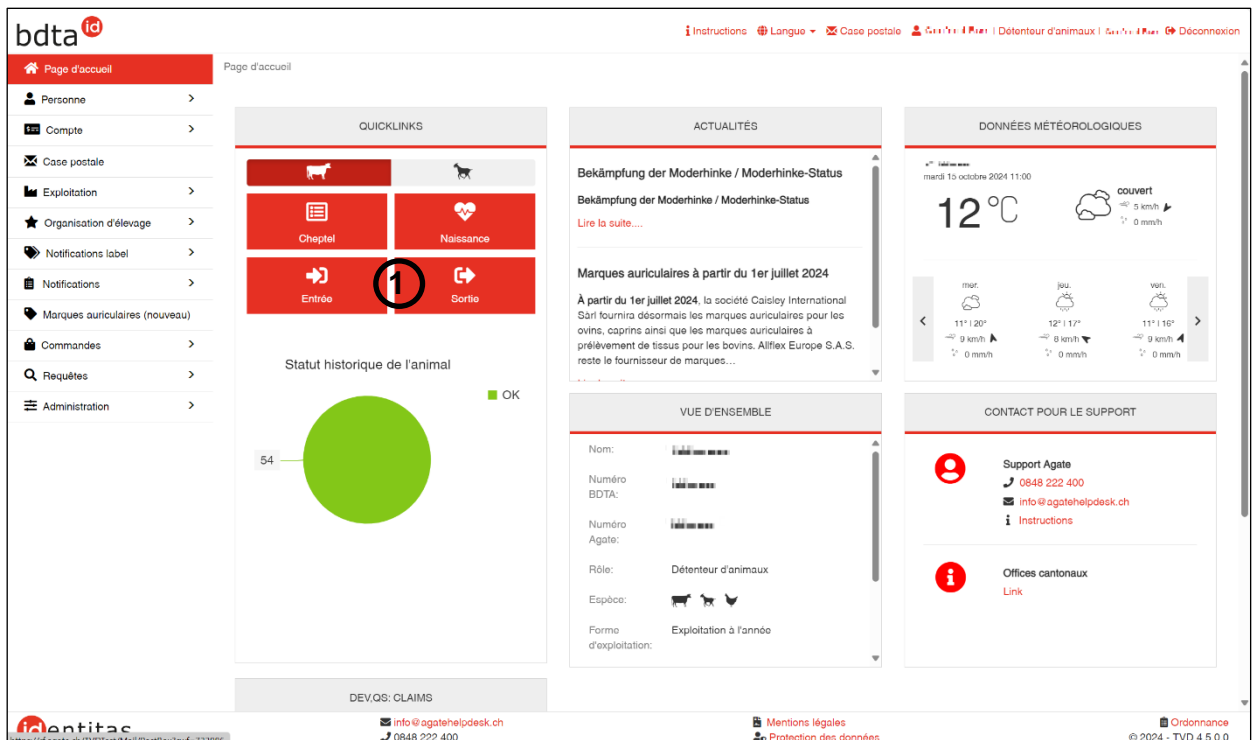 bdta id
Instructions Langue Case postale Détenteur d'animaux | Déconnexion
Page d'accueil
Personne
Compte
Case postale
Exploitation
Organisation d'élevage
Notifications label
Notifications
Marques auriculaires (nouveau)
Commandes
Requêtes
Administration
Page d'accueil
QUICKLINKS
Cheptel
Naissance
Entrée
1
Sortie
Statut historique de l'animal
OK
54
DEV,QS: CLAIMS
ACTUALITÉS
Bekämpfung der Moderhinke / Moderhinke-Status
Bekämpfung der Moderhinke / Moderhinke-Status
Lire la suite....
Marques auriculaires à partir du 1er juillet 2024
À partir du 1er juillet 2024, la société Caisley International
Sàrl fournira désormais les marques auriculaires pour les
ovins, caprins ainsi que les marques auriculaires à
prélèvement de tissus pour les bovins. Allflex Europe S.A.S.
reste le fournisseur de marques…
VUE D'ENSEMBLE
Nom:
Numéro
BDTA:
Numéro
Agate:
Rôle: Détenteur d'animaux
Espèce:
Forme Exploitation à l'année
d'exploitation:
DONNÉES MÉTÉOROLOGIQUES
mardi 15 octobre 2024 11:00
12°C
couvert
5 km/h
0 mm/h
mer. jeu. ven.
11° | 20° 12° | 17° 11° | 16°
9 km/h 8 km/h 9 km/h
0 mm/h 0 mm/h 0 mm/h
CONTACT POUR LE SUPPORT
Support Agate
0848 222 400
info@agatehelpdesk.ch
Instructions
Offices cantonaux
Link
identitas
info@agatehelpdesk.ch
0848 222 400
Mentions légales
Protection des données
Ordonnance
© 2024 - TVD 4.5.0.0